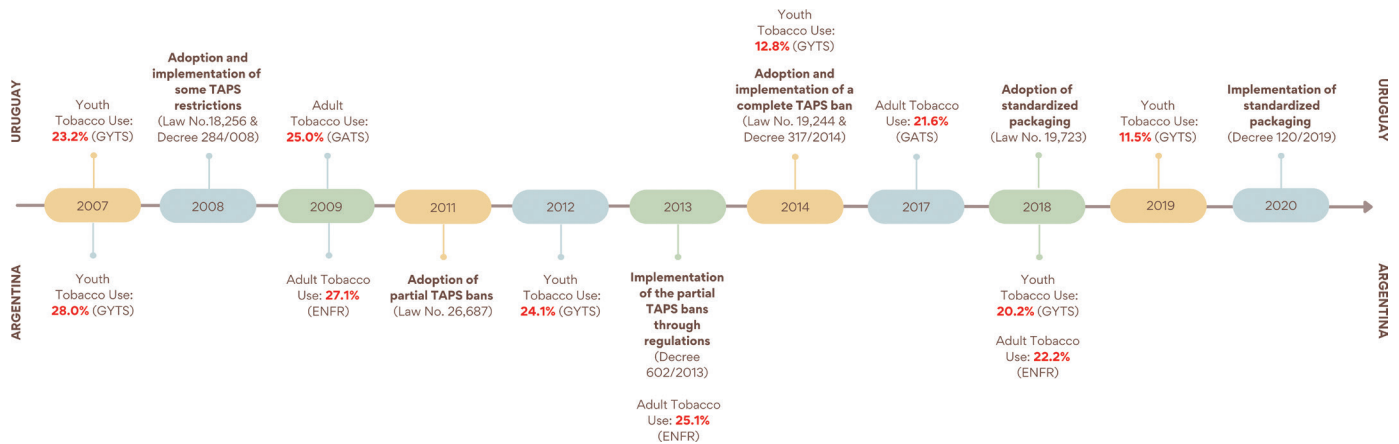 URUGUAY
Youth
Tobacco Use:
23.2% (GYTS)
Adoption and
implementation of
some TAPS
restrictions
(Law No.18,256 &
Decree 284/008)
Adult
Tobacco Use:
25.0% (GATS)
Youth
Tobacco Use:
12.8% (GYTS)
Adoption and
implementation of a
complete TAPS ban
(Law No. 19,244 &
Decree 317/2014)
Adult Tobacco
Use: 21.6%
(GATS)
Adoption of
standardized
packaging
(Law No. 19,723)
Youth
Tobacco Use:
11.5% (GYTS)
Implementation of
standardized
packaging
(Decree 120/2019)
URUGUAY
2007
2008
2009
2011
2012
2013
2014
2017
2018
2019
2020
ARGENTINA
Youth
Tobacco Use:
28.0% (GYTS)
Adult Tobacco
Use: 27.1%
(ENFR)
Adoption of
partial TAPS bans
(Law No. 26,687)
Youth
Tobacco Use:
24.1% (GYTS)
Implementation
of the partial
TAPS bans
through
regulations
(Decree
602/2013)
Adult Tobacco
Use: 25.1%
(ENFR)
Youth
Tobacco Use:
20.2% (GYTS)
Adult Tobacco
Use: 22.2%
(ENFR)
ARGENTINA